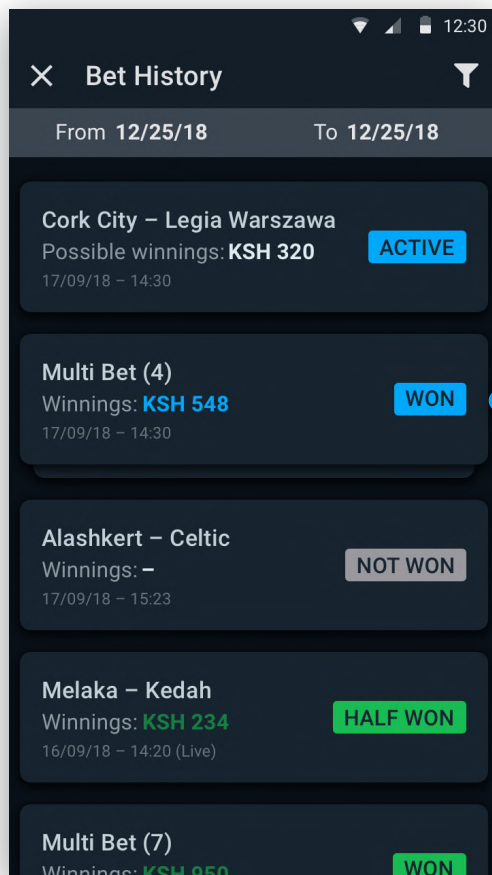 12:30
Bet History
From 12/25/18 To 12/25/18
Cork City – Legia Warszawa
Possible winnings: KSH 320
ACTIVE
17/09/18 – 14:30
Multi Bet (4)
Winnings: KSH 548
WON
17/09/18 – 14:30
Alashkert – Celtic
Winnings: –
NOT WON
17/09/18 – 15:23
Melaka – Kedah
Winnings: KSH 234
HALF WON
16/09/18 – 14:20 (Live)
Multi Bet (7)
Winnings: KSH 950
WON